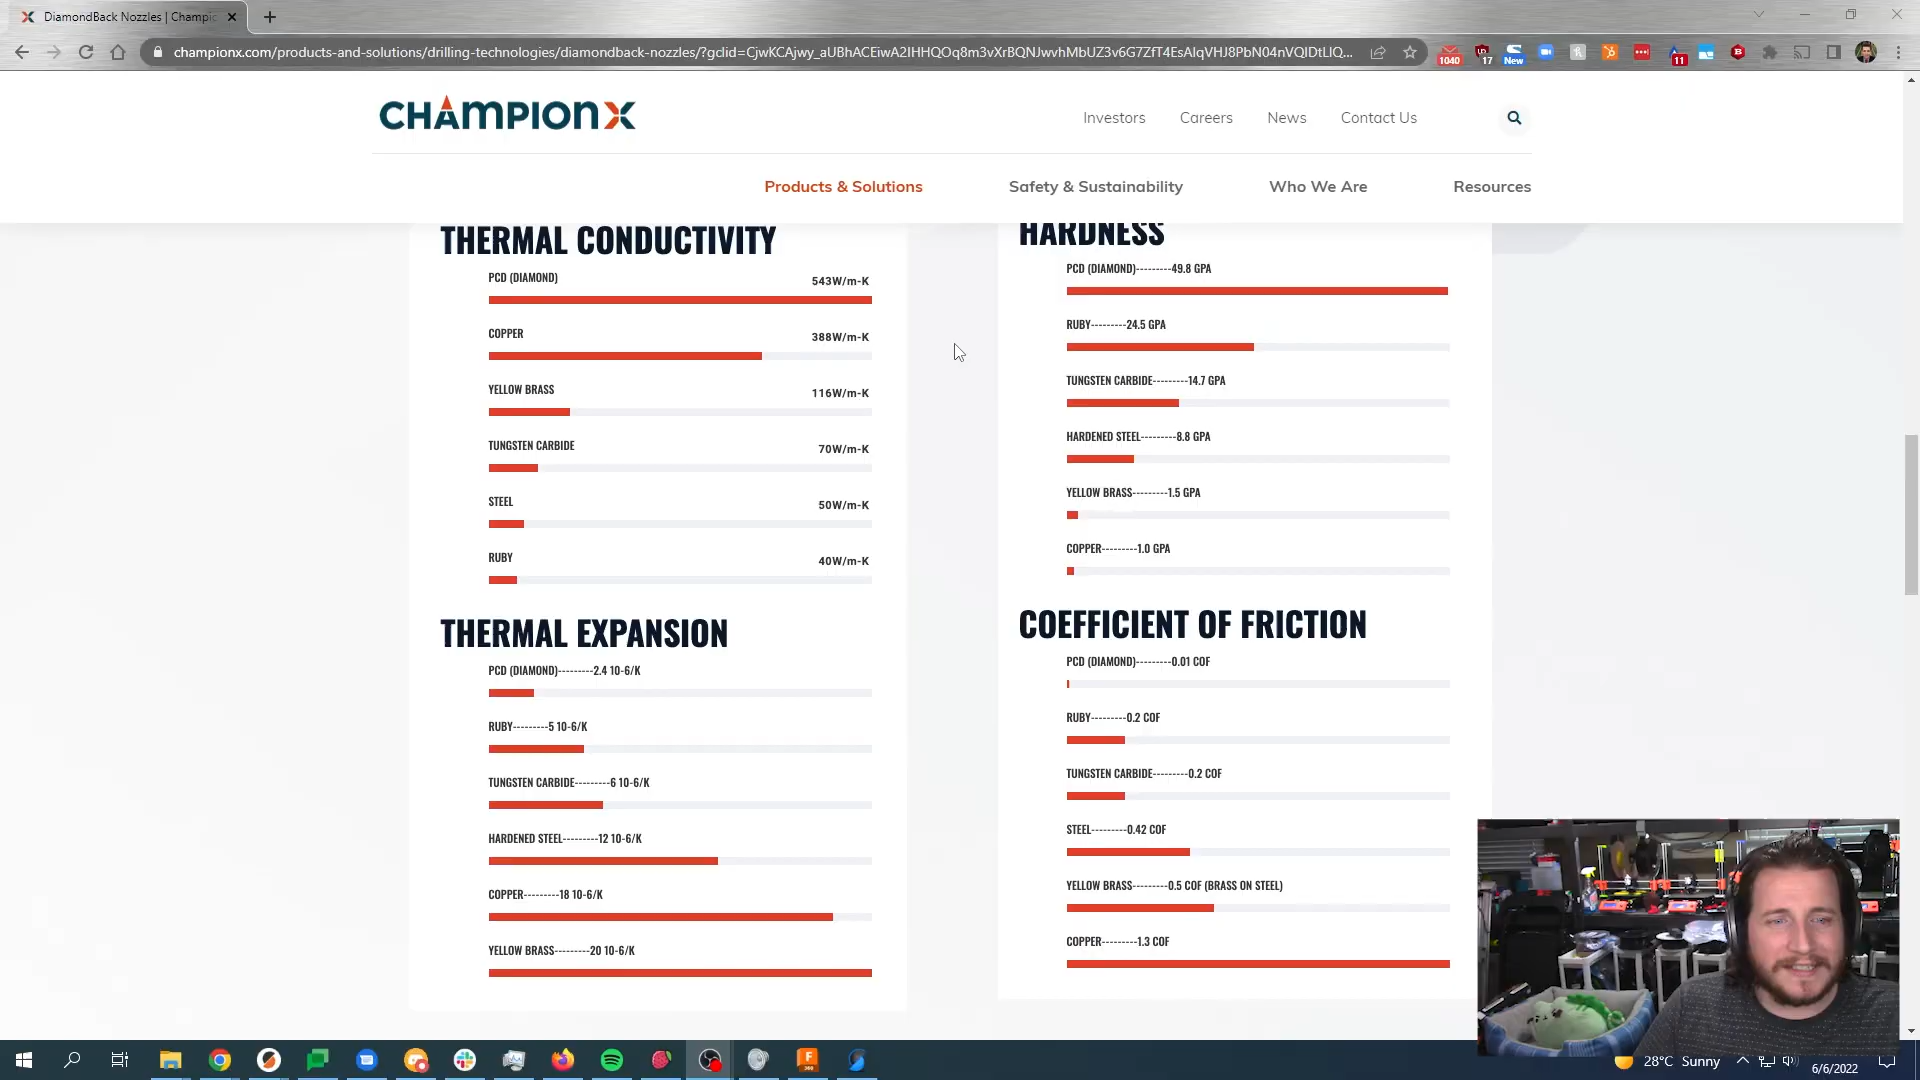 DiamondBack Nozzles | Champio
championx.com/products-and-solutions/drilling-technologies/diamondback-nozzles/?gclid=CjwKCAjwy_aUBhACEiwA2IHHQOq8m3vXrBQNJwvhMbUZ3v6G7ZfT4EsAlqVHJ8PbN04nVQIDtLlQ...
1040
17
New
11
CHAMPIONX
Investors
Careers
News
Contact Us
Products & Solutions
Safety & Sustainability
Who We Are
Resources
THERMAL CONDUCTIVITY
PCD (DIAMOND)
543W/m-K
COPPER
388W/m-K
YELLOW BRASS
116W/m-K
TUNGSTEN CARBIDE
70W/m-K
STEEL
50W/m-K
RUBY
40W/m-K
THERMAL EXPANSION
PCD (DIAMOND)---------2.4 10-6/K
RUBY---------5 10-6/K
TUNGSTEN CARBIDE---------6 10-6/K
HARDENED STEEL---------12 10-6/K
COPPER---------18 10-6/K
YELLOW BRASS---------20 10-6/K
HARDNESS
PCD (DIAMOND)---------49.8 GPA
RUBY---------24.5 GPA
TUNGSTEN CARBIDE---------14.7 GPA
HARDENED STEEL---------8.8 GPA
YELLOW BRASS---------1.5 GPA
COPPER---------1.0 GPA
COEFFICIENT OF FRICTION
PCD (DIAMOND)---------0.01 COF
RUBY---------0.2 COF
TUNGSTEN CARBIDE---------0.2 COF
STEEL---------0.42 COF
YELLOW BRASS---------0.5 COF (BRASS ON STEEL)
COPPER---------1.3 COF
28°C Sunny
6/6/2022